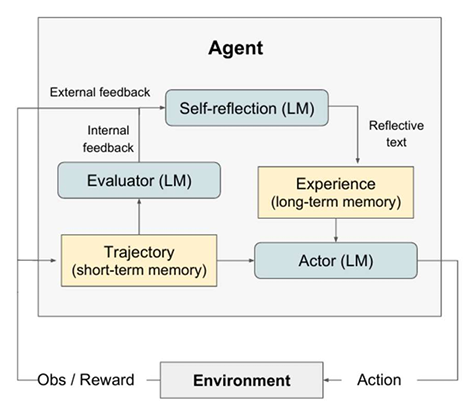 Agent
External feedback
Self-reflection (LM)
Internal
feedback
Reflective
text
Evaluator (LM)
Experience
(long-term memory)
Trajectory
(short-term memory)
Actor (LM)
Obs / Reward
Environment
Action